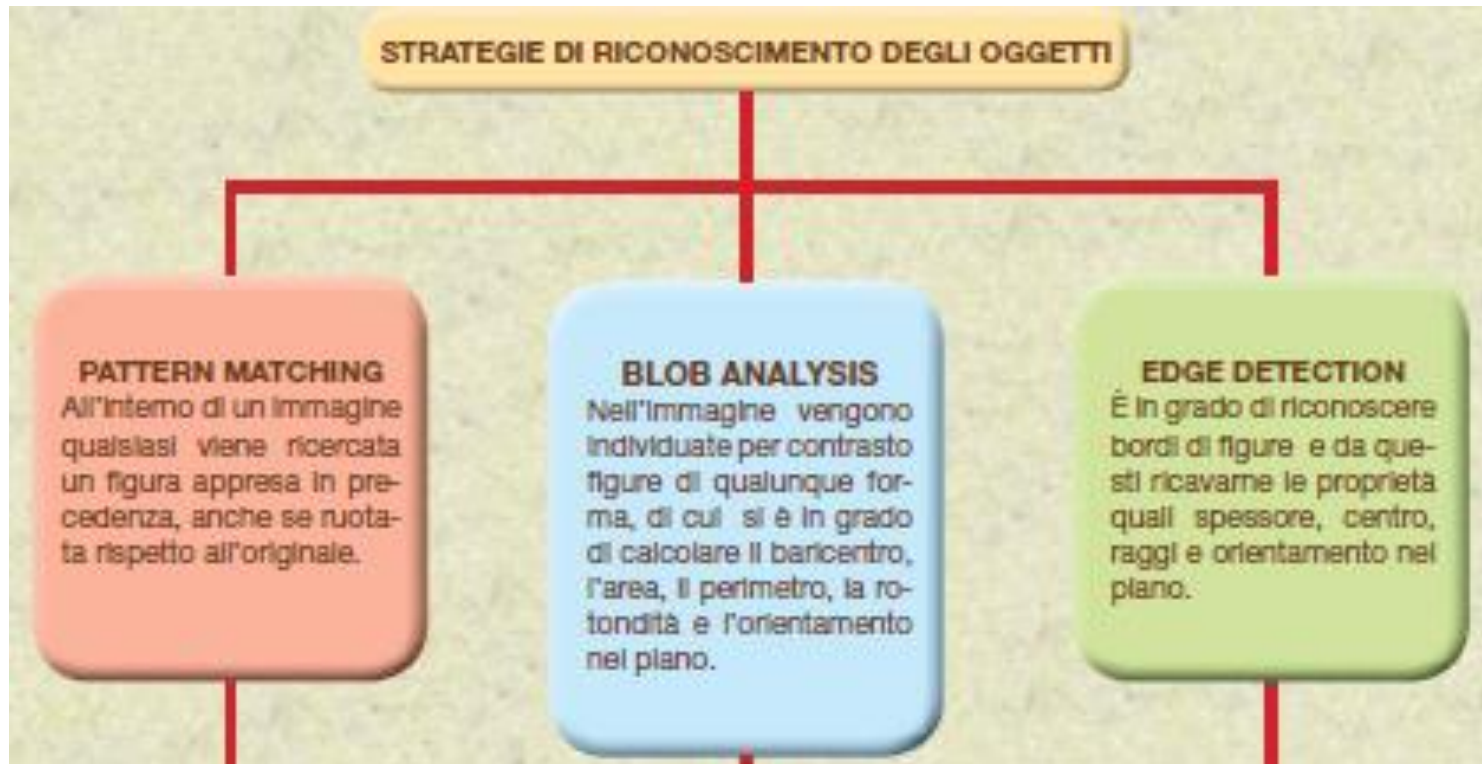 STRATEGIE DI RICONOSCIMENTO DEGLI OGGETTI
PATTERN MATCHING
All'interno di un immagine
qualsiasi viene ricercata
un figura appresa in pre-
cedenza, anche se ruota-
ta rispetto all'originale.
BLOB ANALYSIS
Nell'immagine vengono
individuate per contrasto
figure di qualunque for-
ma, di cui si è in grado
di calcolare il baricentro,
l'area, il perimetro, la ro-
tondità e l'orientamento
nel piano.
EDGE DETECTION
È in grado di riconoscere
bordi di figure e da que-
sti ricavarne le proprietà
quali spessore, centro,
raggi e orientamento nel
piano.